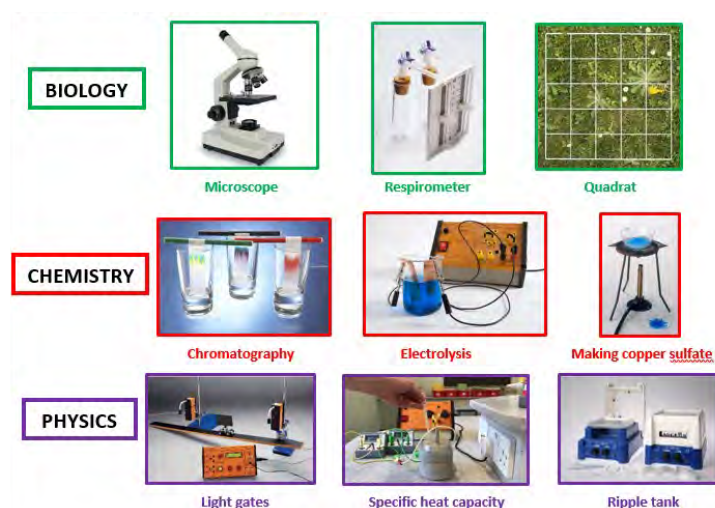 BIOLOGY
Microscope
Respirometer
Quadrat
CHEMISTRY
Chromatography
Electrolysis
Making copper sulfate
PHYSICS
Light gates
Specific heat capacity
Ripple tank